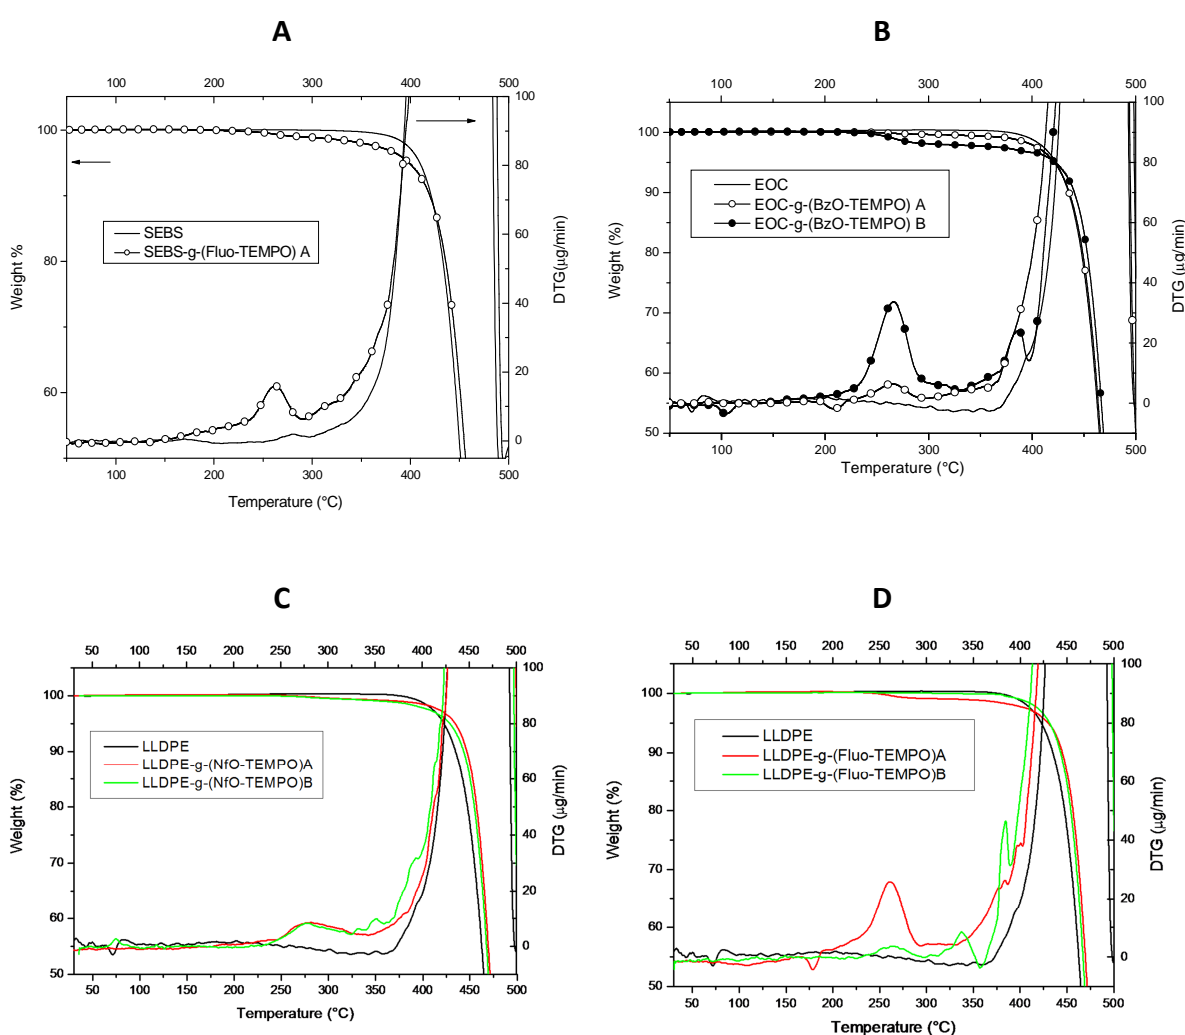 A
100 200 300 400 500
100
80
60
Weight %
SEBS
SEBS-g-(Fluo-TEMPO) A
100
80
60
40
20
0
DTG(µg/min)
100 200 300 400 500
Temperature (°C)
B
100 200 300 400 500
100
90
80
70
60
50
Weight (%)
EOC
EOC-g-(BzO-TEMPO) A
EOC-g-(BzO-TEMPO) B
100
80
60
40
20
0
DTG (µg/min)
100 200 300 400 500
Temperature (°C)
C
50 100 150 200 250 300 350 400 450 500
100
90
80
70
60
50
Weight (%)
LLDPE
LLDPE-g-(NfO-TEMPO)A
LLDPE-g-(NfO-TEMPO)B
100
80
60
40
20
0
DTG (µg/min)
50 100 150 200 250 300 350 400 450 500
Temperature (°C)
D
50 100 150 200 250 300 350 400 450 500
100
90
80
70
60
50
Weight (%)
LLDPE
LLDPE-g-(Fluo-TEMPO)A
LLDPE-g-(Fluo-TEMPO)B
100
80
60
40
20
0
DTG (µg/min)
50 100 150 200 250 300 350 400 450 500
Temperature (°C)